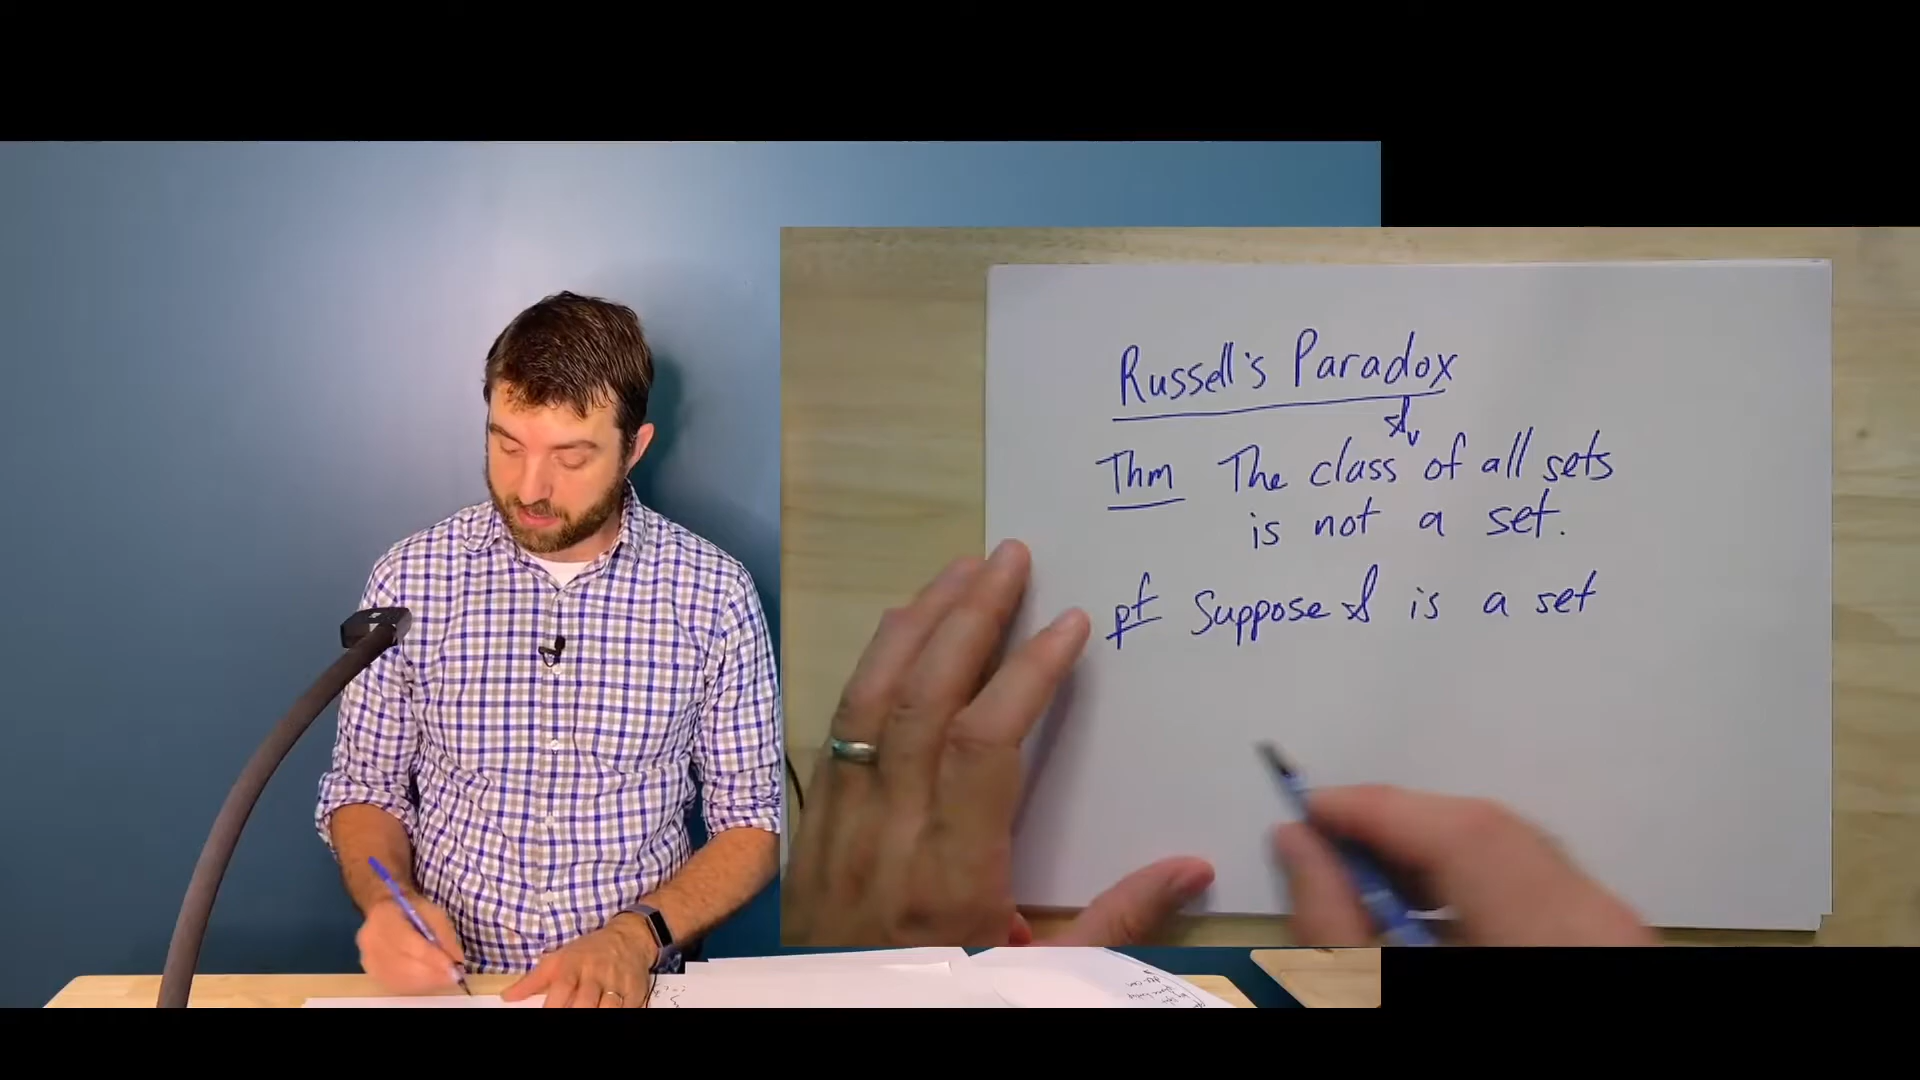 Russell's Paradox
𝒮
Thm The class of all sets
is not a set.
pf Suppose 𝒮 is a set